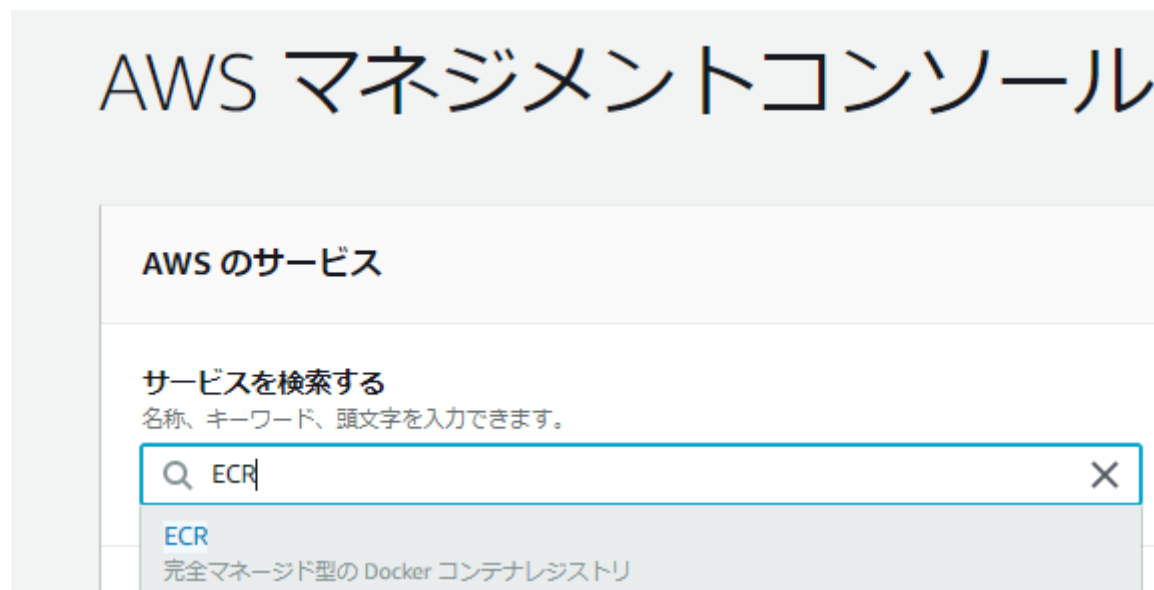 AWS マネジメントコンソール
AWS のサービス
サービスを検索する
名称、キーワード、頭文字を入力できます。
ECR
ECR
完全マネージド型の Docker コンテナレジストリ